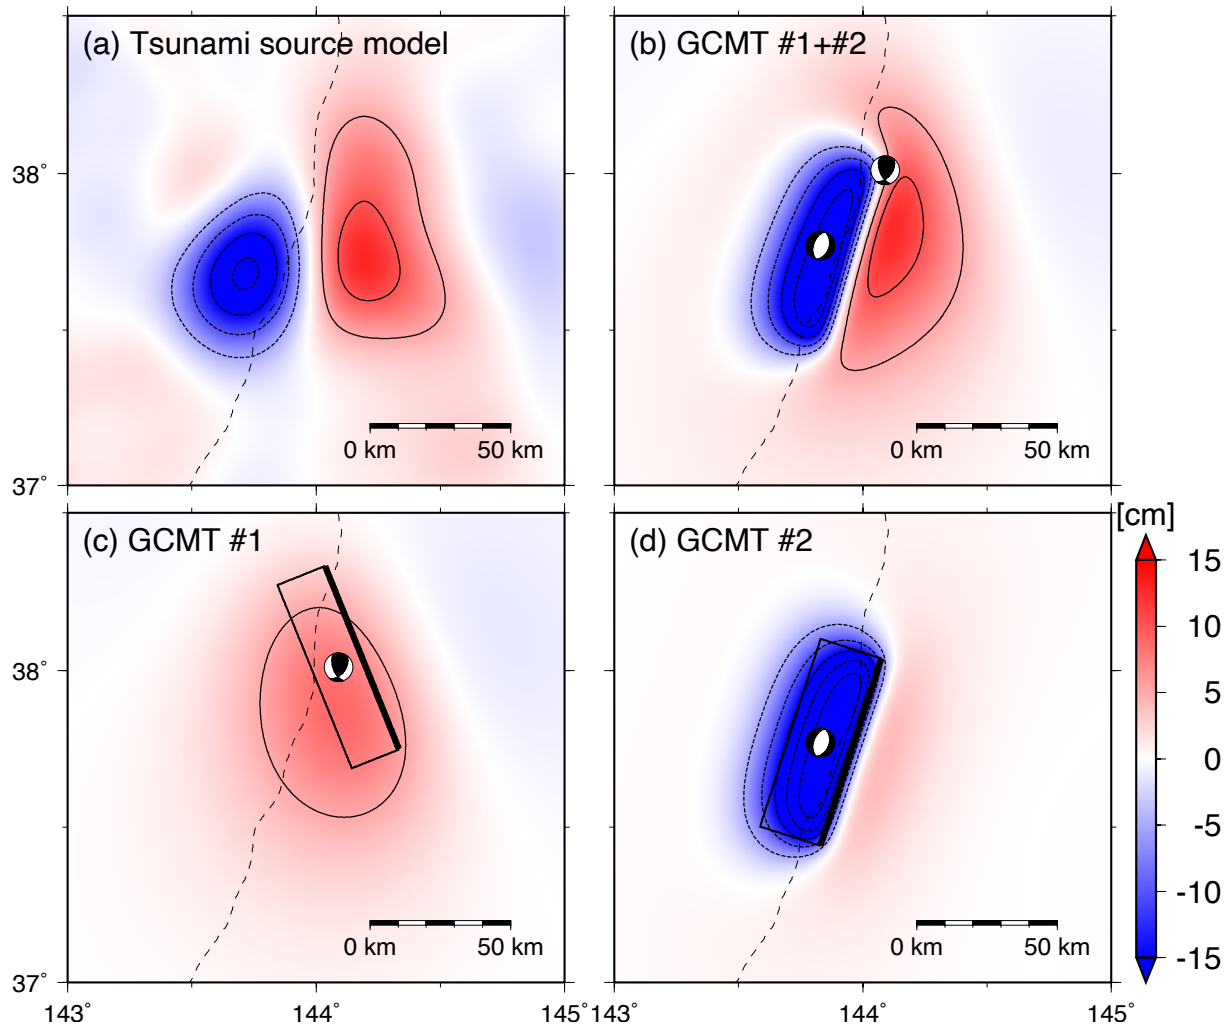 (a) Tsunami source model
(b) GCMT #1+#2
38˚
0 km 50 km
0 km 50 km
37˚
(c) GCMT #1
(d) GCMT #2
[cm]
15
10
38˚
5
0
-5
0 km 50 km
0 km 50 km
-10
-15
37˚
143˚
144˚
145˚
144˚
145˚